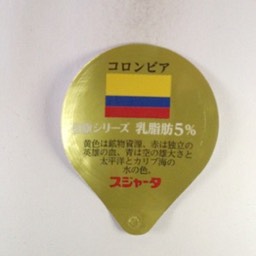 コロンビア
国旗シリーズ 乳脂肪5%
黄色は鉱物資源、赤は独立の
英雄の血、青は空の雄大さと
太平洋とカリブ海の
水の色。
スジャータ